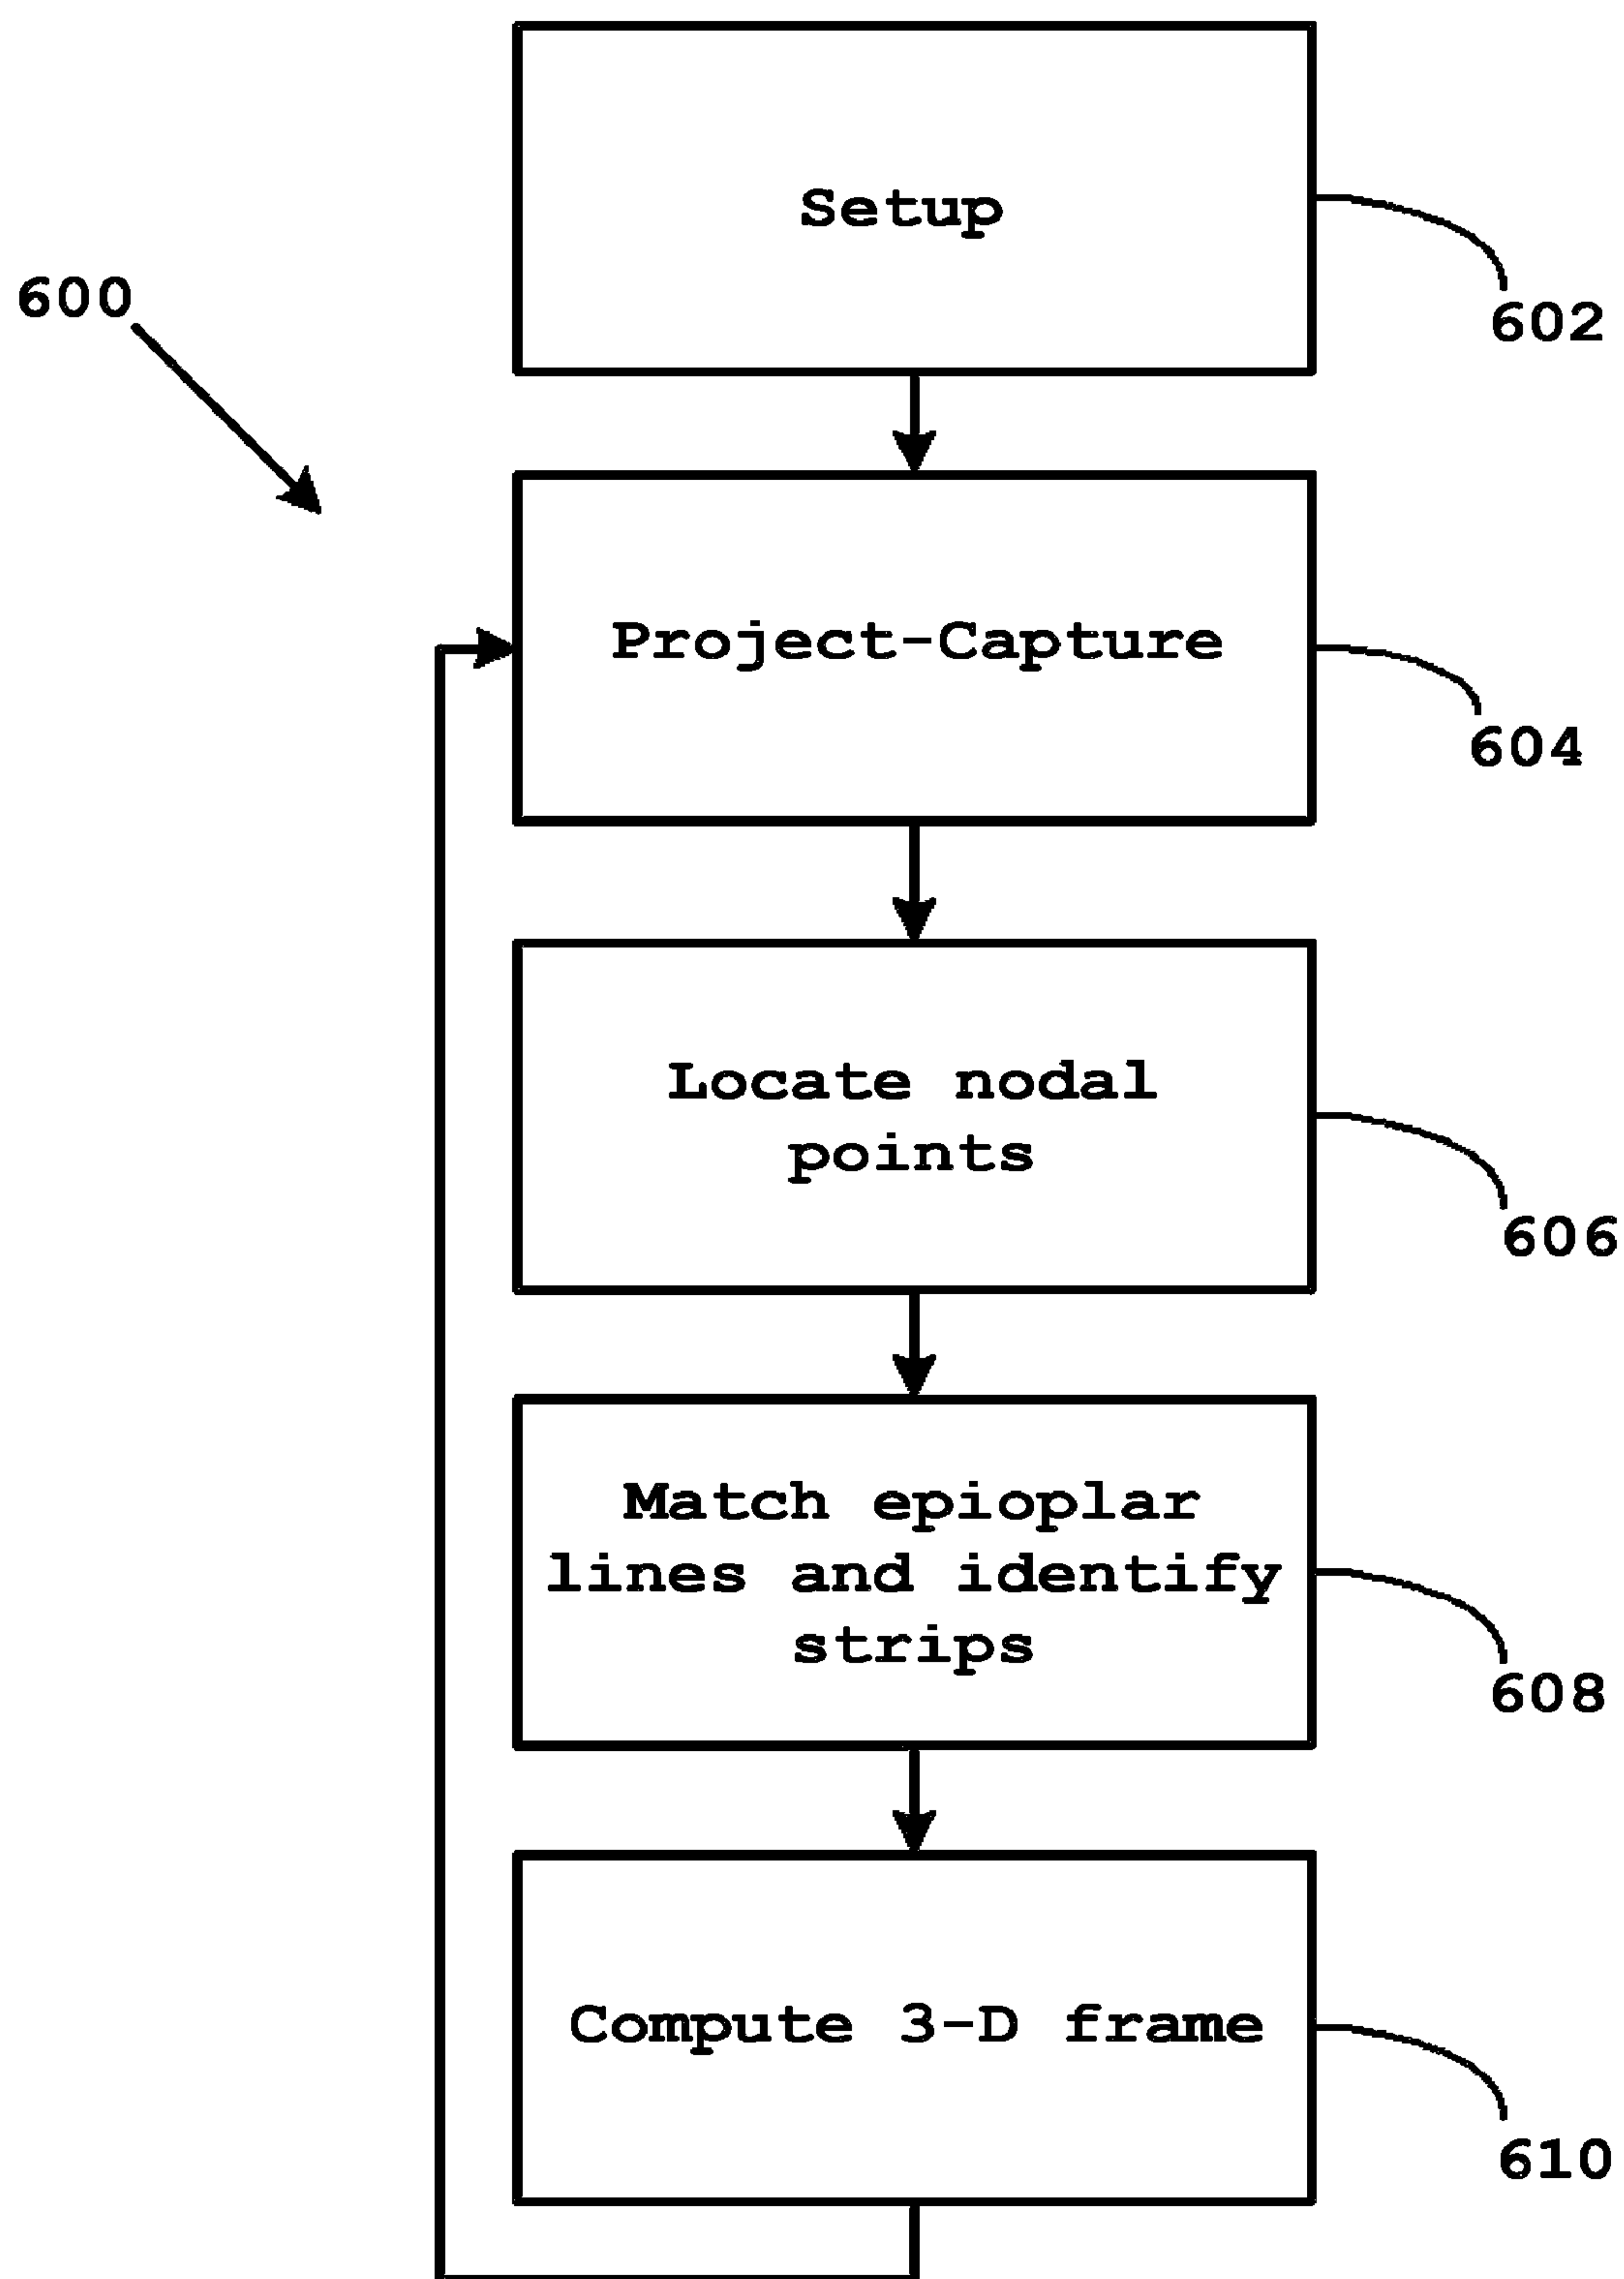 Setup
602
600
Project-Capture
604
Locate nodal
points
606
Match epioplar
lines and identify
strips
608
Compute 3-D frame
610